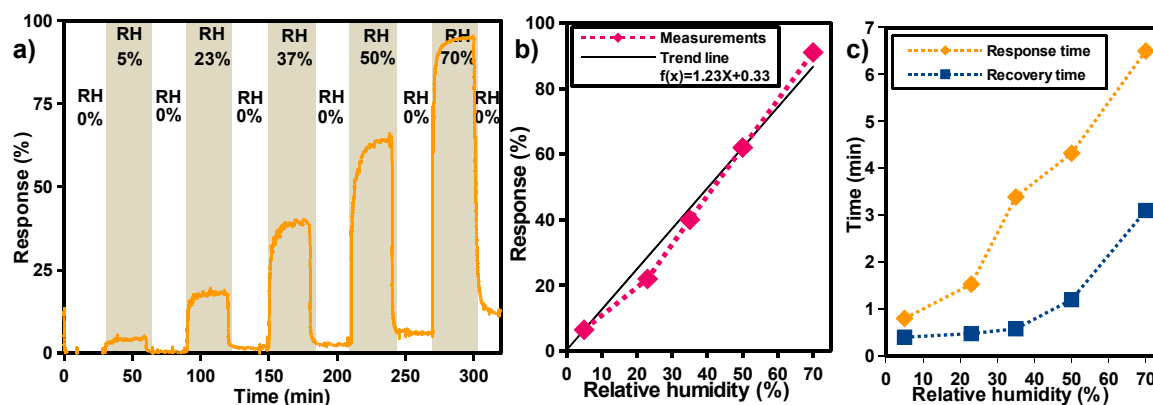 a)
RH
5%
RH
23%
RH
37%
RH
50%
RH
70%
RH
0%
RH
0%
RH
0%
RH
0%
RH
0%
RH
0%
100
75
50
25
0
Response (%)
0
50
100
150
200
250
300
Time (min)
b)
Measurements
Trend line
f(x)=1.23X+0.33
100
80
60
40
20
0
Response (%)
0
10
20
30
40
50
60
70
Relative humidity (%)
c)
Response time
Recovery time
7
6
5
4
3
2
1
0
Time (min)
0
10
20
30
40
50
60
70
Relative humidity (%)